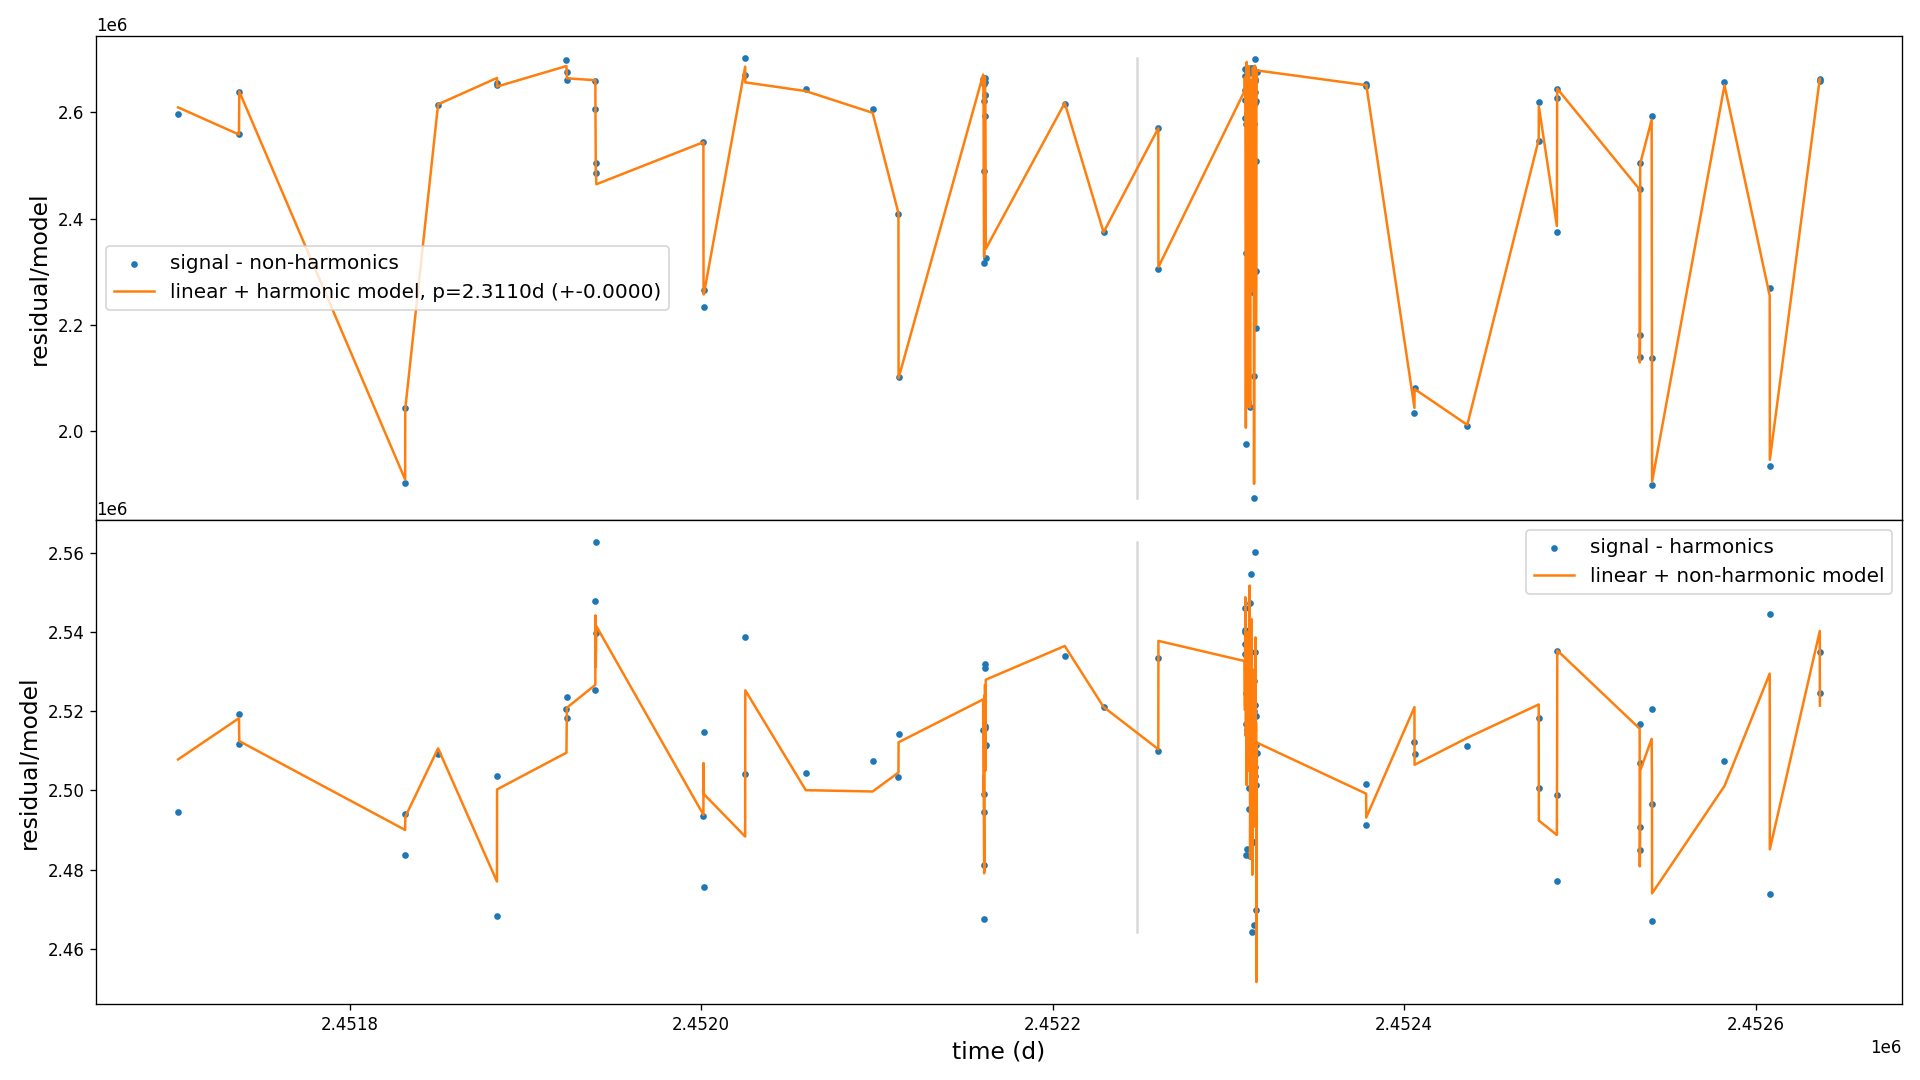 1e6
2.6
2.4
2.2
2.0
residual/model
signal - non-harmonics
linear + harmonic model, p=2.3110d (+-0.0000)
1e6
2.56
2.54
2.52
2.50
2.48
2.46
residual/model
signal - harmonics
linear + non-harmonic model
2.4518
2.4520
2.4522
2.4524
2.4526
time (d)
1e6